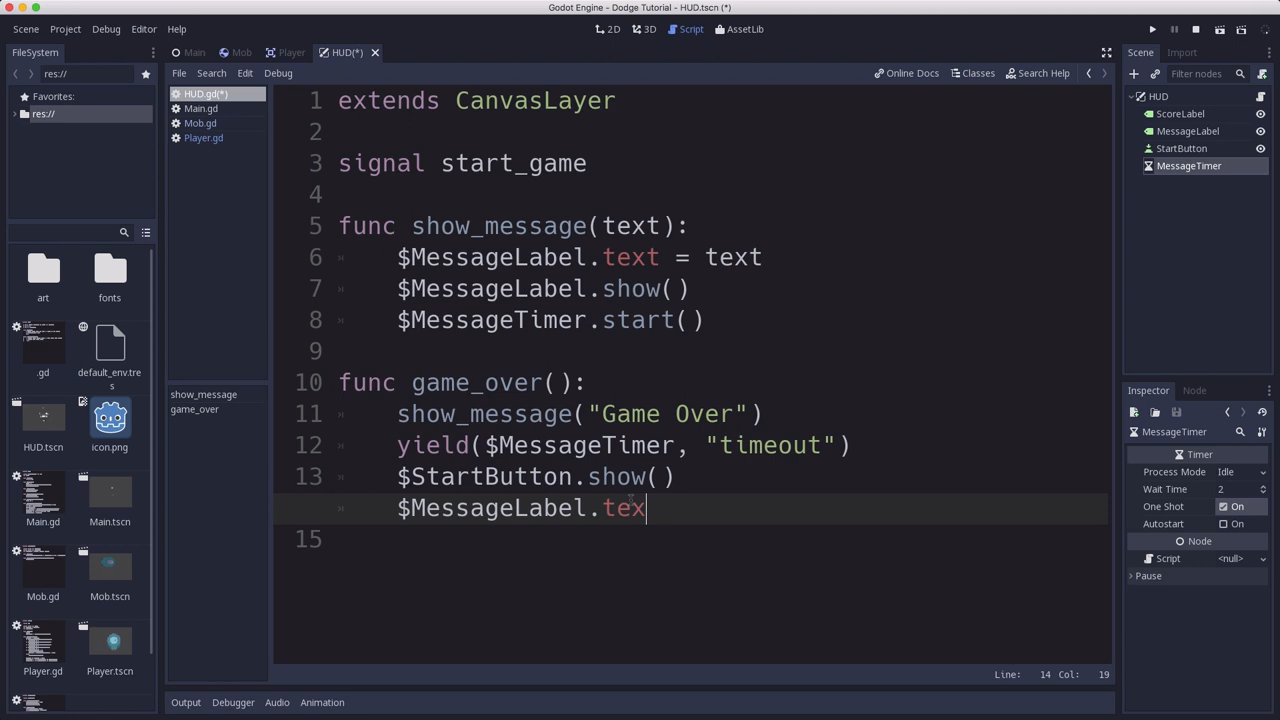 Godot Engine - Dodge Tutorial - HUD.tscn (*)
Scene Project Debug Editor Help
2D 3D Script AssetLib
FileSystem
Main Mob Player HUD(*)
Scene Import
res://
File Search Edit Debug
Online Docs Classes Search Help
Filter nodes
Favorites:
res://
HUD.gd(*)
Main.gd
Mob.gd
Player.gd
HUD
ScoreLabel
MessageLabel
StartButton
MessageTimer
1 extends CanvasLayer
2
3 signal start_game
4
5 func show_message(text):
6 $MessageLabel.text = text
7 $MessageLabel.show()
8 $MessageTimer.start()
9
10 func game_over():
11 show_message("Game Over")
12 yield($MessageTimer, "timeout")
13 $StartButton.show()
$MessageLabel.tex
15
art
fonts
.gd
default_env.tre
s
HUD.tscn
icon.png
Main.gd
Main.tscn
Mob.gd
Mob.tscn
Player.gd
Player.tscn
show_message
game_over
Inspector Node
MessageTimer
Timer
Process Mode Idle
Wait Time 2
One Shot On
Autostart On
Node
Script <null>
Pause
Line: 14 Col: 19
Output Debugger Audio Animation